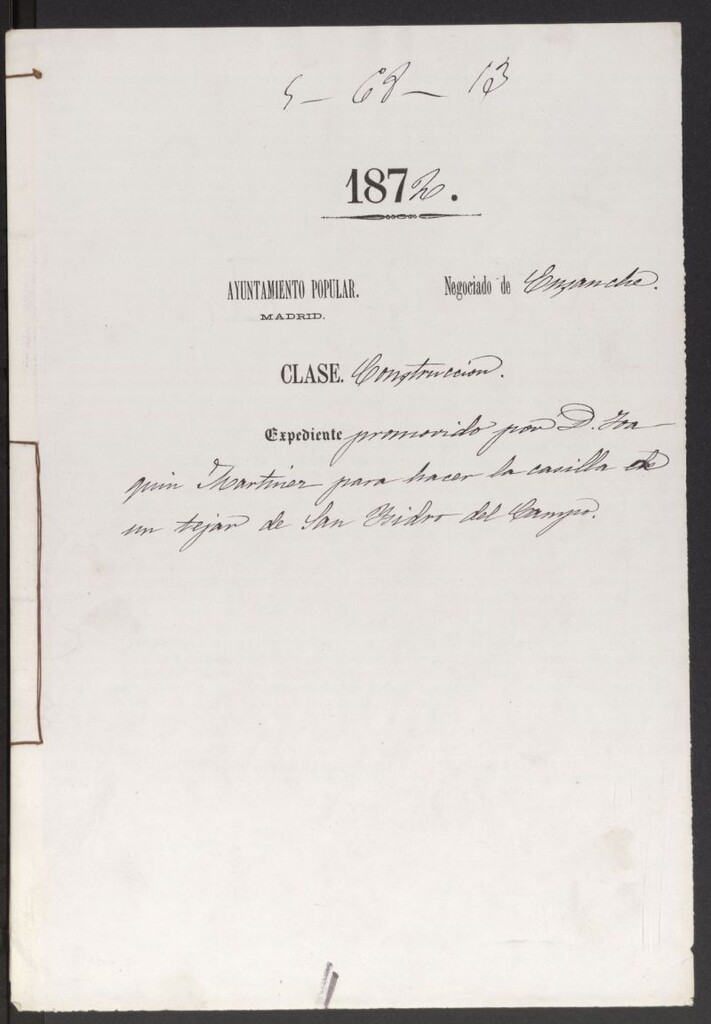 5 - 68 - 13
1872.
AYUNTAMIENTO POPULAR.
MADRID.
Negociado de Ensanche.
CLASE. Construccion.
Expediente promovido por D. Joa-
quin Martinez para hacer la casilla de
un tejar de San Isidro del Campo.